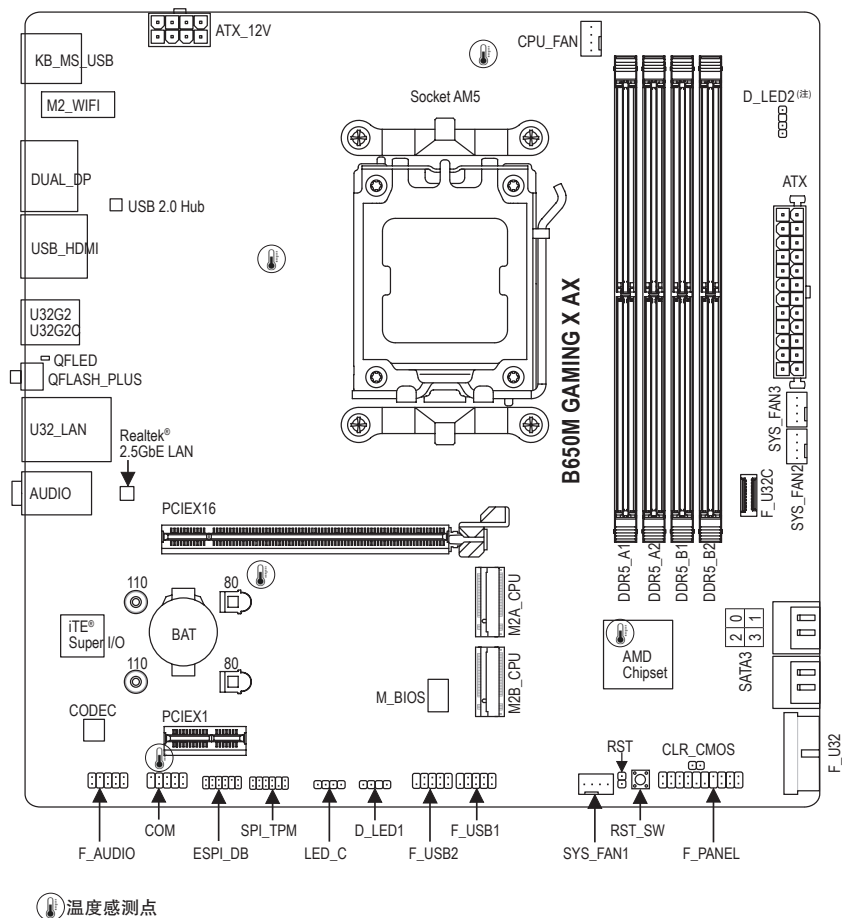 KB_MS_USB
ATX_12V
CPU_FAN
M2_WIFI
Socket AM5
D_LED2(注)
DUAL_DP
USB 2.0 Hub
ATX
USB_HDMI
U32G2
U32G2C
QFLED
QFLASH_PLUS
B650M GAMING X AX
SYS_FAN3
SYS_FAN2
F_U32C
U32_LAN
Realtek®
2.5GbE LAN
AUDIO
PCIEX16
DDR5_A1
DDR5_A2
DDR5_B1
DDR5_B2
110
80
M2A_CPU
iTE®
Super I/O
BAT
AMD
Chipset
2 0
3 1
SATA3
110
80
M2B_CPU
M_BIOS
CODEC
PCIEX1
RST
CLR_CMOS
F_U32
F_AUDIO
COM
ESPI_DB
SPI_TPM
LED_C
D_LED1
F_USB2
F_USB1
SYS_FAN1
RST_SW
F_PANEL
温度感测点